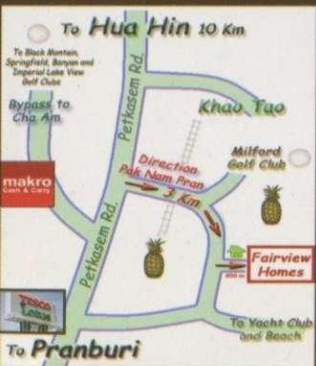 To Hua Hin 10 Km
To Black Montain,
Springfield, Banyan and
Imperial Lake View
Golf Clubs
Bypass to
Cha Am
Petkasem Rd.
Khao Tao
Milford
Golf Club
Direction
Pak Nam Pran
3 Km
makro
Cash & Carry
Petkasem Rd.
Fairview
Homes
TESCO
Lotus
To Yacht Club
and Beach
To Pranburi